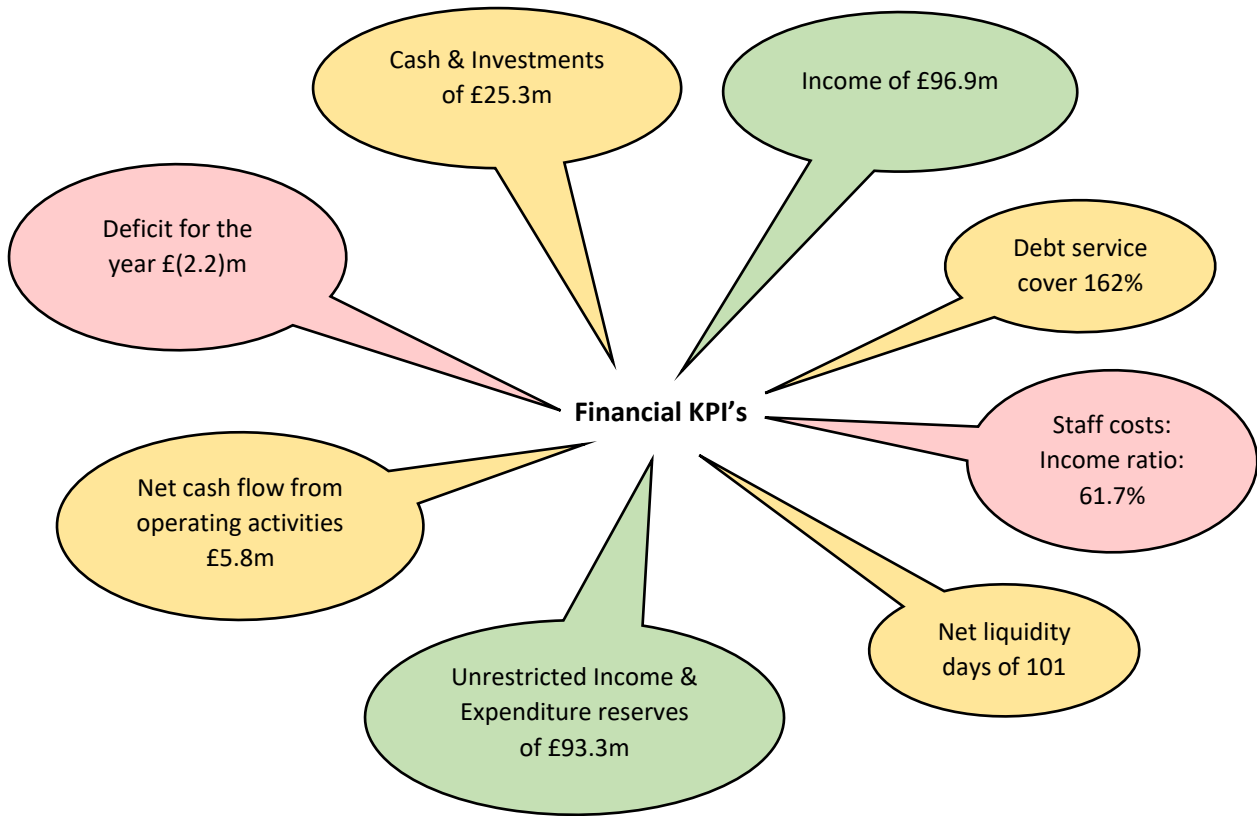 Cash & Investments
of £25.3m
Income of £96.9m
Deficit for the
year £(2.2)m
Debt service
cover 162%
Financial KPI’s
Staff costs:
Income ratio:
61.7%
Net cash flow from
operating activities
£5.8m
Net liquidity
days of 101
Unrestricted Income &
Expenditure reserves
of £93.3m